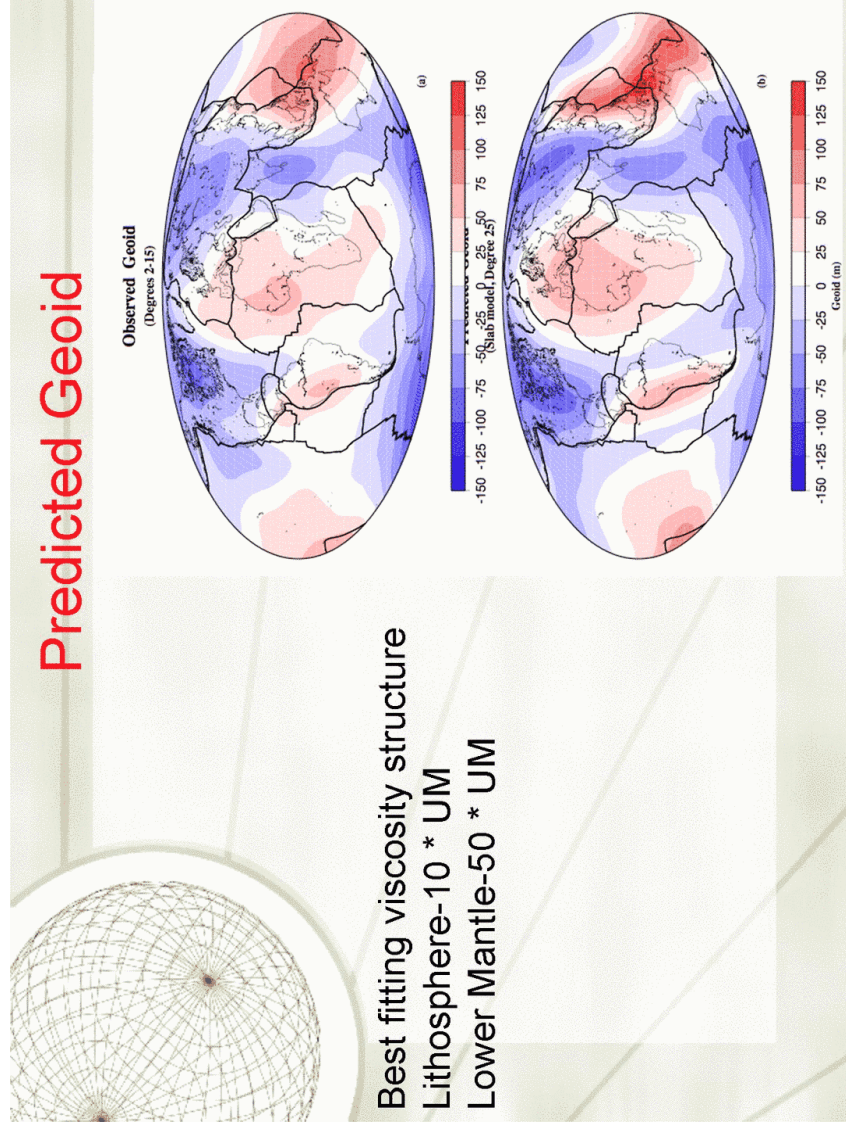 Predicted Geoid
Best fitting viscosity structure
Lithosphere-10 * UM
Lower Mantle-50 * UM
Observed Geoid
(Degrees 2-15)
-150 -125 -100 -75 -50 -25 0 25 50 75 100 125 150
(a)
Geoid
(Slab model, Degree 25)
-150 -125 -100 -75 -50 -25 0 25 50 75 100 125 150
(b)
Geoid (m)